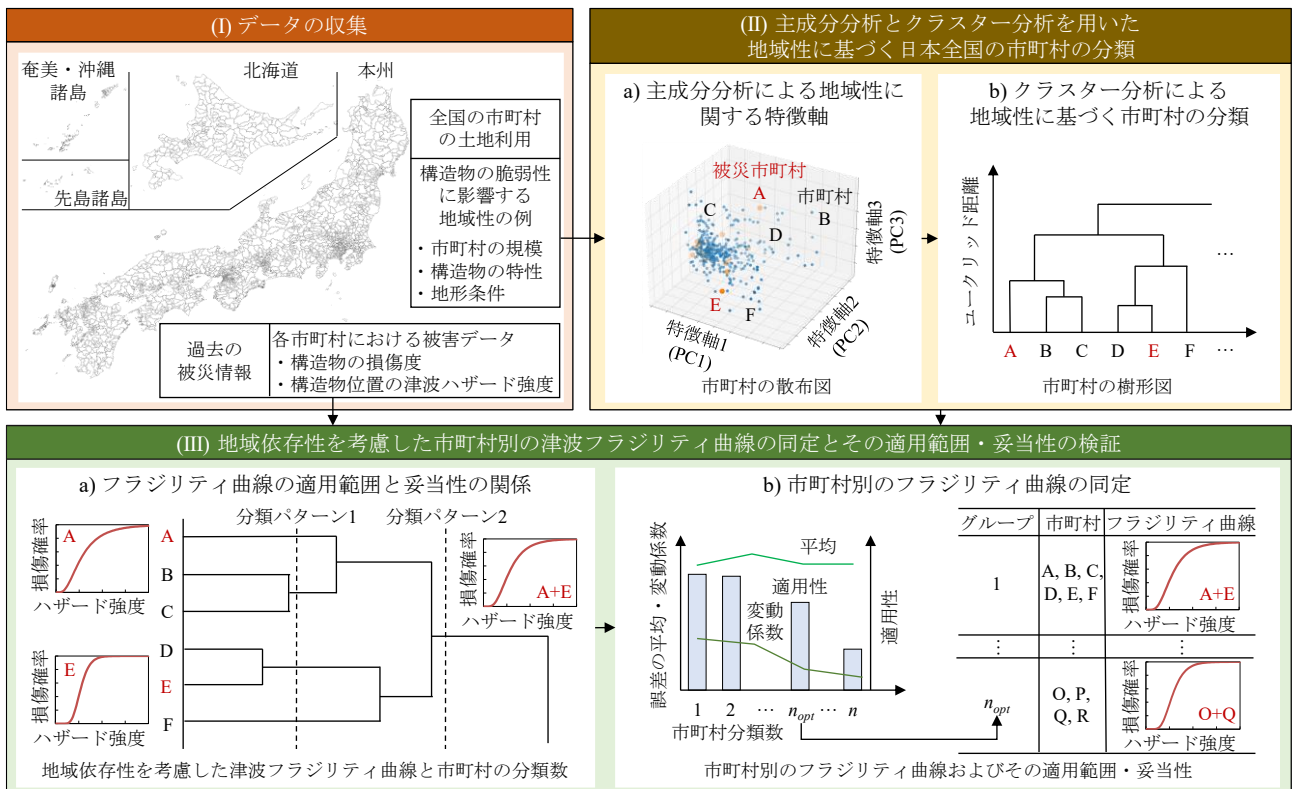 (I) データの収集
奄美・沖縄
諸島
北海道
本州
先島諸島
全国の市町村
の土地利用
構造物の脆弱性
に影響する
地域性の例
・市町村の規模
・構造物の特性
・地形条件
過去の
被災情報
各市町村における被害データ
・構造物の損傷度
・構造物位置の津波ハザード強度
(II) 主成分分析とクラスター分析を用いた
地域性に基づく日本全国の市町村の分類
a) 主成分分析による地域性に
関する特徴軸
被災市町村
A
市町村
B
C
D
E
F
特徴軸1
(PC1)
特徴軸2
(PC2)
特徴軸3
(PC3)
市町村の散布図
b) クラスター分析による
地域性に基づく市町村の分類
ユークリッド距離
…
A B C D E F …
市町村の樹形図
(III) 地域依存性を考慮した市町村別の津波フラジリティ曲線の同定とその適用範囲・妥当性の検証
a) フラジリティ曲線の適用範囲と妥当性の関係
分類パターン1
分類パターン2
損傷確率
A
ハザード強度
損傷確率
E
ハザード強度
A
B
C
D
E
F
損傷確率
A+E
ハザード強度
地域依存性を考慮した津波フラジリティ曲線と市町村の分類数
b) 市町村別のフラジリティ曲線の同定
誤差の平均・変動係数
平均
適用性
変動
係数
適用性
1 2 … nopt … n
市町村分類数
グループ 市町村 フラジリティ曲線
1
A, B, C,
D, E, F
損傷確率
A+E
ハザード強度
⋮ ⋮ ⋮
nopt
O, P,
Q, R
損傷確率
O+Q
ハザード強度
市町村別のフラジリティ曲線およびその適用範囲・妥当性